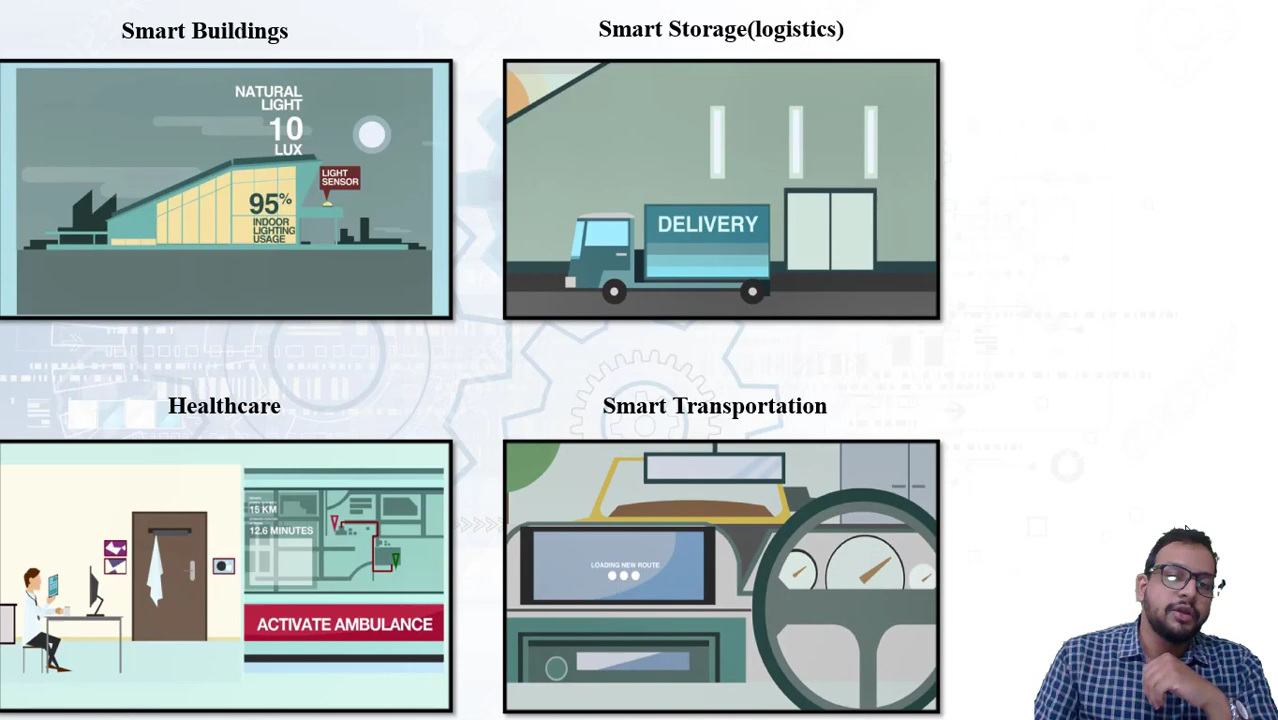 Smart Buildings
Smart Storage(logistics)
NATURAL
LIGHT
10
LUX
LIGHT
SENSOR
95%
INDOOR
LIGHTING
USAGE
DELIVERY
Healthcare
Smart Transportation
15 KM
12.6 MINUTES
ACTIVATE AMBULANCE
LOADING NEW ROUTE